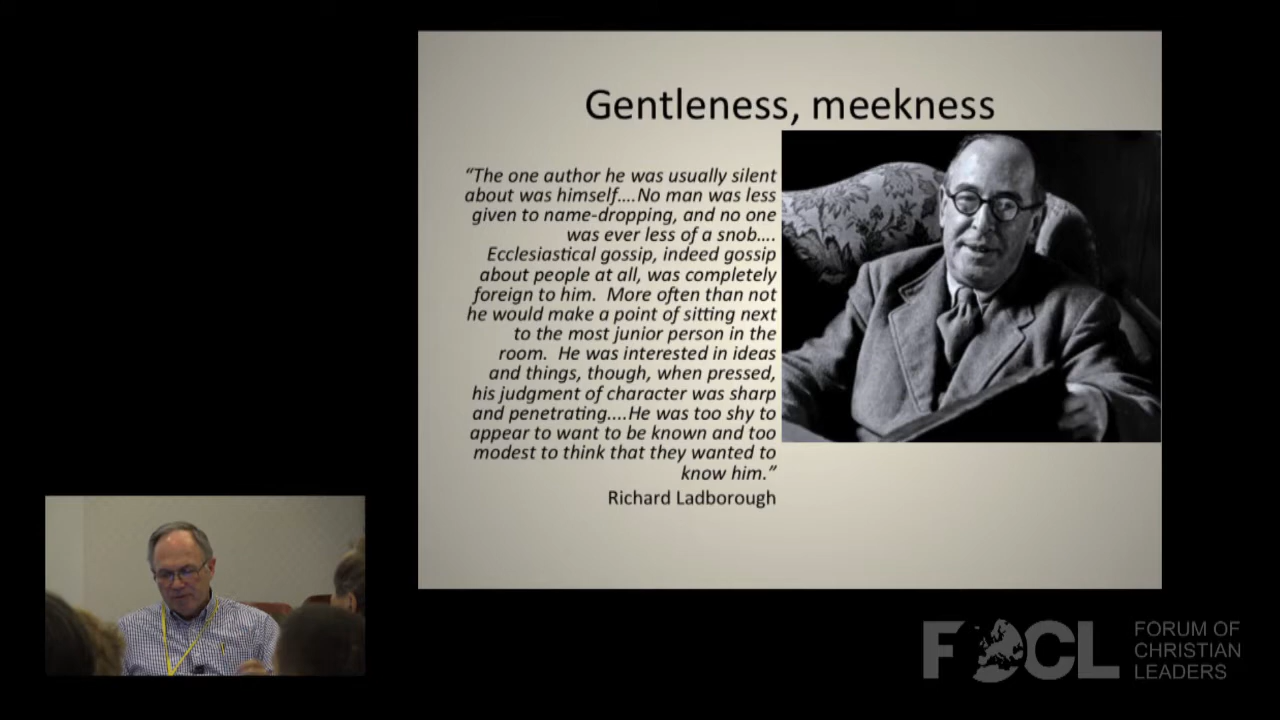 Gentleness, meekness
“The one author he was usually silent
about was himself….No man was less
given to name-dropping, and no one
was ever less of a snob….
Ecclesiastical gossip, indeed gossip
about people at all, was completely
foreign to him.  More often than not
he would make a point of sitting next
to the most junior person in the
room.  He was interested in ideas
and things, though, when pressed,
his judgment of character was sharp
and penetrating….He was too shy to
appear to want to be known and too
modest to think that they wanted to
know him.”
Richard Ladborough
FOCL
FORUM OF
CHRISTIAN
LEADERS